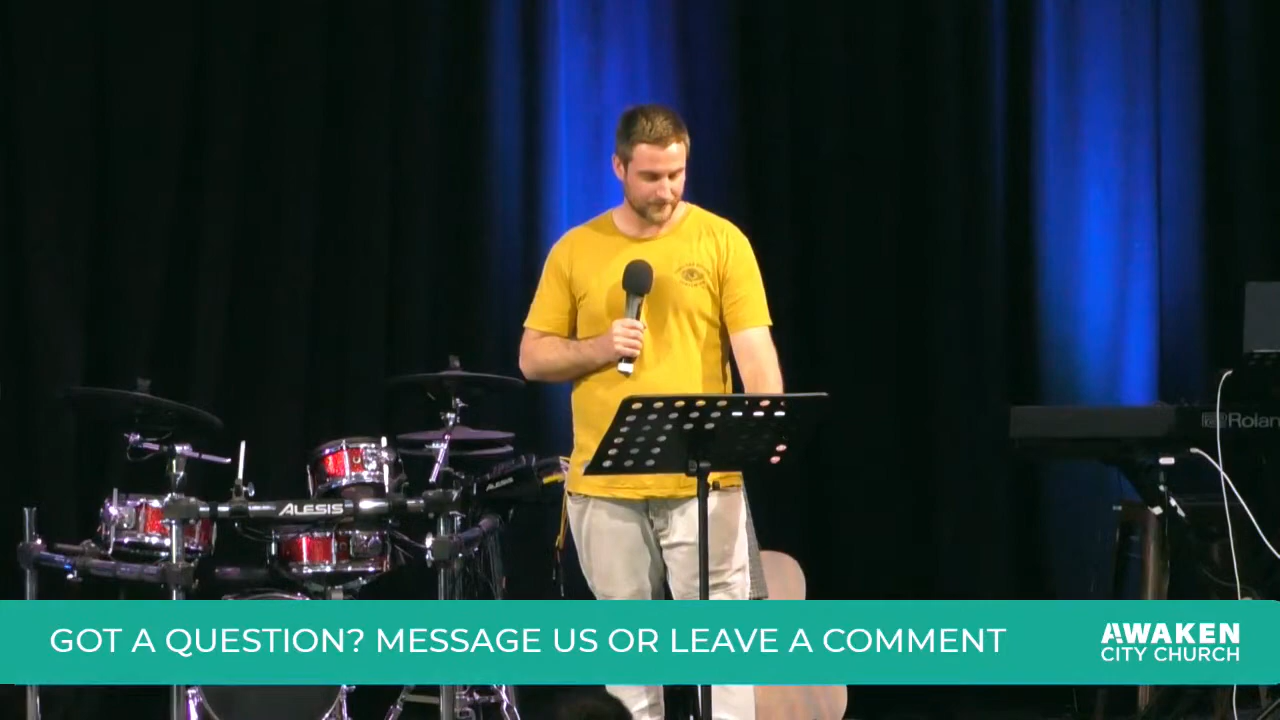 ALESIS
ALESIS
Roland
GOT A QUESTION? MESSAGE US OR LEAVE A COMMENT
AWAKEN
CITY CHURCH